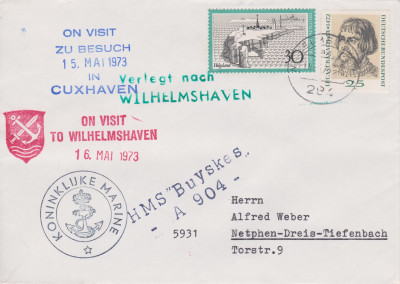 ON VISIT
ZU BESUCH
15. MAI 1973
IN
CUXHAVEN
Verlegt nach
WILHELMSHAVEN
30
Helgoland
DEUTSCHE BUNDESPOST
25
ON VISIT
TO WILHELMSHAVEN
16. MAI 1973
KONINKLIJKE MARINE
HMS "Buyskes"
- A 904 -
5931
Herrn
Alfred Weber
Netphen-Dreis-Tiefenbach
Torstr.9